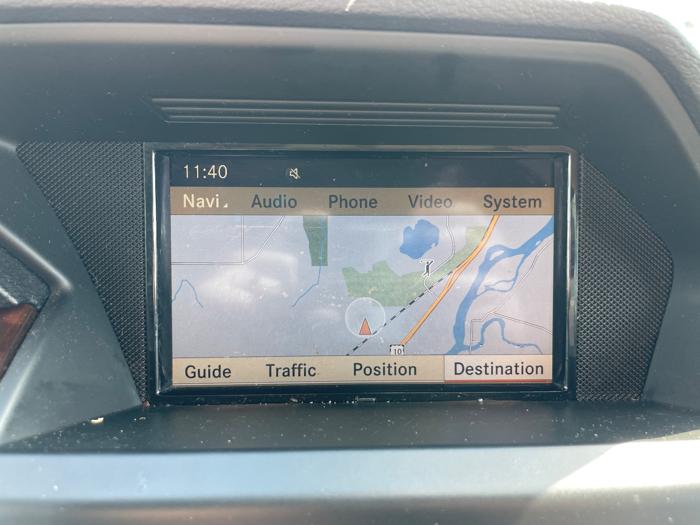 11:40
Navi Audio Phone Video System
10
Guide Traffic Position Destination